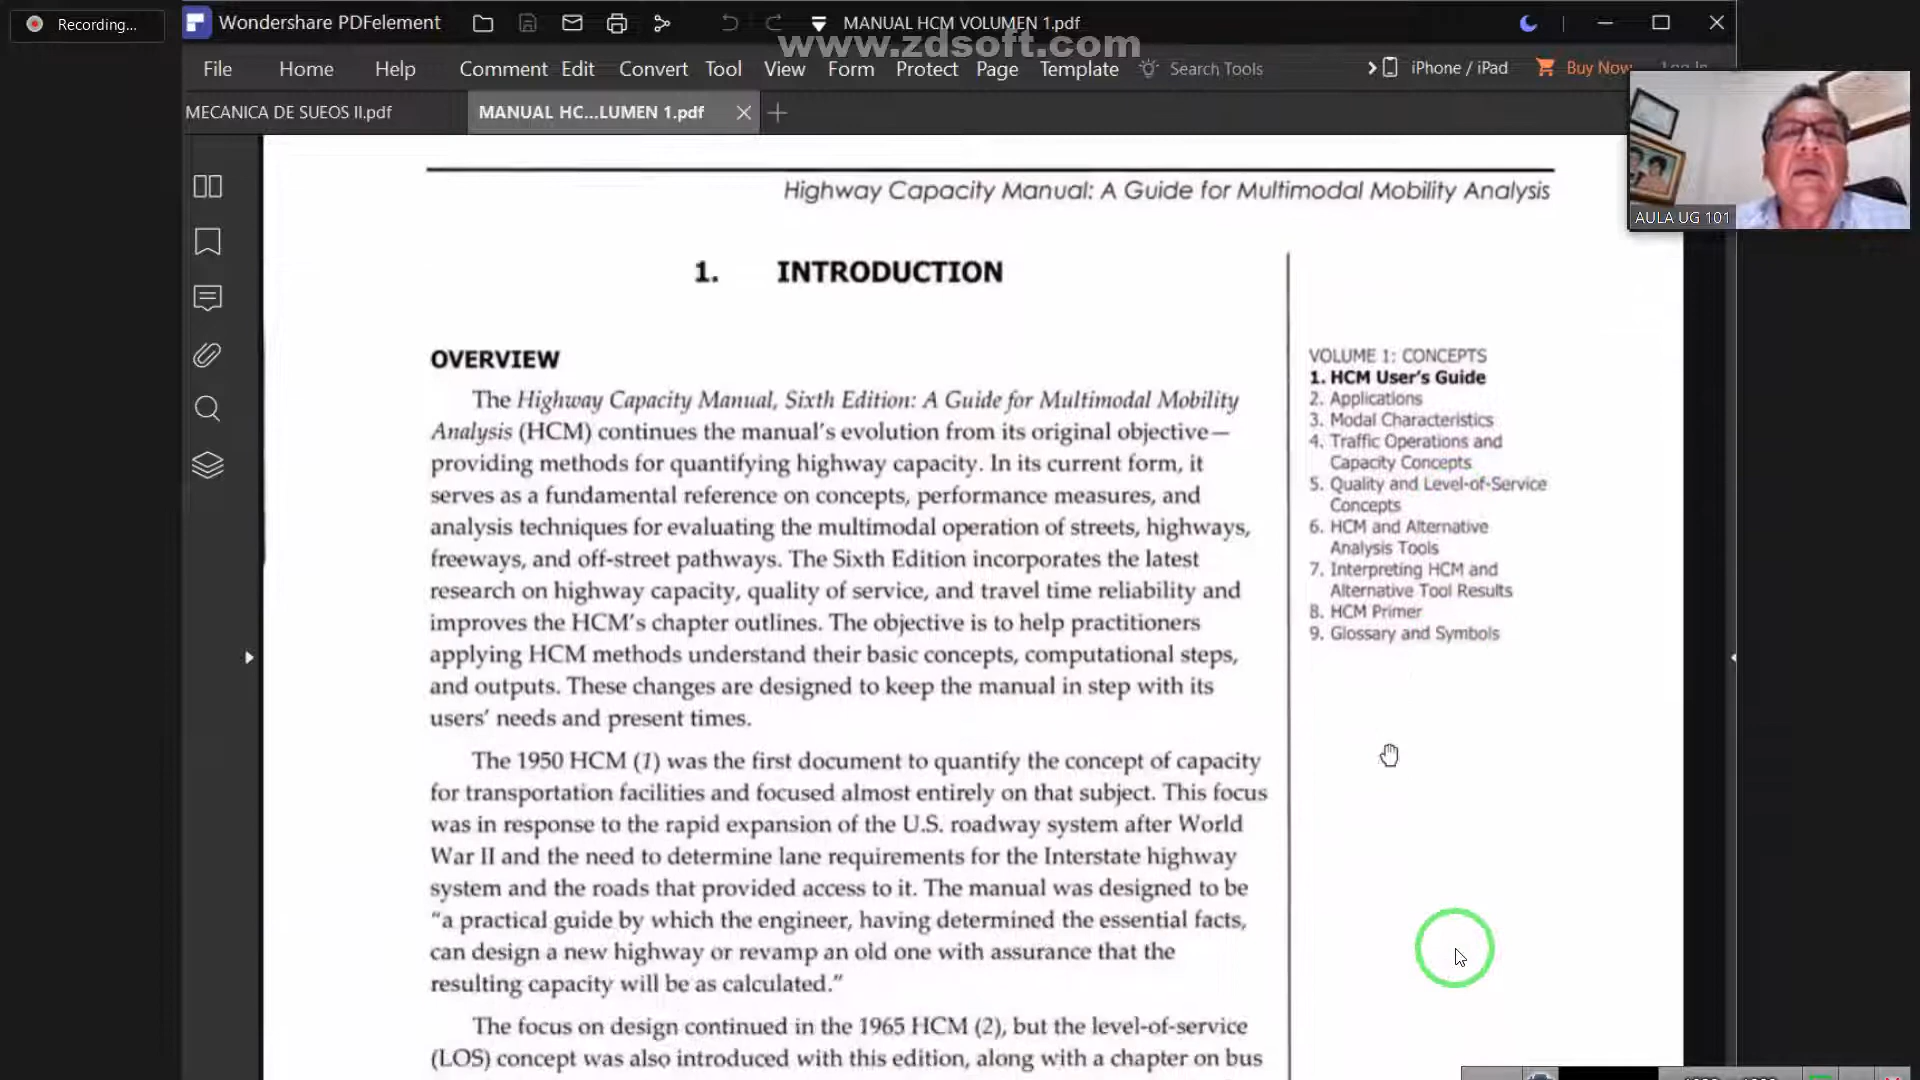 Recording...
Wondershare PDFelement
MANUAL HCM VOLUMEN 1.pdf
www.zdsoft.com
File Home Help Comment Edit Convert Tool View Form Protect Page Template Search Tools iPhone / iPad Buy Now Log In
MECANICA DE SUEOS II.pdf
MANUAL HC...LUMEN 1.pdf
AULA UG 101
Highway Capacity Manual: A Guide for Multimodal Mobility Analysis
1. INTRODUCTION
OVERVIEW
The Highway Capacity Manual, Sixth Edition: A Guide for Multimodal Mobility
Analysis (HCM) continues the manual's evolution from its original objective—
providing methods for quantifying highway capacity. In its current form, it
serves as a fundamental reference on concepts, performance measures, and
analysis techniques for evaluating the multimodal operation of streets, highways,
freeways, and off-street pathways. The Sixth Edition incorporates the latest
research on highway capacity, quality of service, and travel time reliability and
improves the HCM's chapter outlines. The objective is to help practitioners
applying HCM methods understand their basic concepts, computational steps,
and outputs. These changes are designed to keep the manual in step with its
users' needs and present times.
The 1950 HCM (1) was the first document to quantify the concept of capacity
for transportation facilities and focused almost entirely on that subject. This focus
was in response to the rapid expansion of the U.S. roadway system after World
War II and the need to determine lane requirements for the Interstate highway
system and the roads that provided access to it. The manual was designed to be
"a practical guide by which the engineer, having determined the essential facts,
can design a new highway or revamp an old one with assurance that the
resulting capacity will be as calculated."
The focus on design continued in the 1965 HCM (2), but the level-of-service
(LOS) concept was also introduced with this edition, along with a chapter on bus
VOLUME 1: CONCEPTS
1. HCM User's Guide
2. Applications
3. Modal Characteristics
4. Traffic Operations and
Capacity Concepts
5. Quality and Level-of-Service
Concepts
6. HCM and Alternative
Analysis Tools
7. Interpreting HCM and
Alternative Tool Results
8. HCM Primer
9. Glossary and Symbols